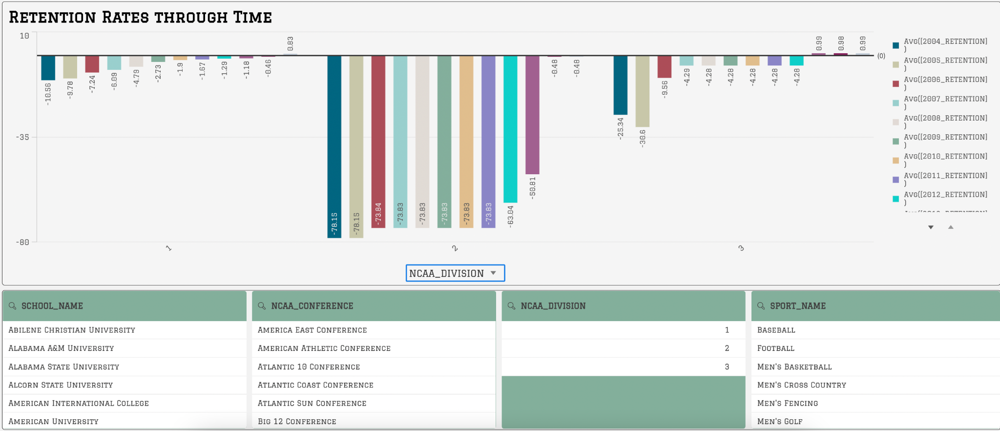 Retention Rates through Time
10
-35
-80
-10.56
-9.78
-7.24
-6.09
-4.79
-2.73
-1.9
-1.67
-1.29
-1.18
-0.46
0.83
-78.15
-78.15
-73.84
-73.83
-73.83
-73.83
-73.83
-73.83
-63.04
-50.81
-0.48
-0.48
-25.34
-30.6
-9.56
-4.29
-4.28
-4.28
-4.28
-4.28
-4.28
0.99
0.98
0.99
(0)
1
2
3
NCAA_DIVISION
Avg([2004_RETENTION]
)
Avg([2005_RETENTION]
)
Avg([2006_RETENTION]
)
Avg([2007_RETENTION]
)
Avg([2008_RETENTION]
)
Avg([2009_RETENTION]
)
Avg([2010_RETENTION]
)
Avg([2011_RETENTION]
)
Avg([2012_RETENTION]
)
SCHOOL_NAME
Abilene Christian University
Alabama A&M University
Alabama State University
Alcorn State University
American International College
American University
NCAA_CONFERENCE
America East Conference
American Athletic Conference
Atlantic 10 Conference
Atlantic Coast Conference
Atlantic Sun Conference
Big 12 Conference
NCAA_DIVISION
1
2
3
SPORT_NAME
Baseball
Football
Men's Basketball
Men's Cross Country
Men's Fencing
Men's Golf